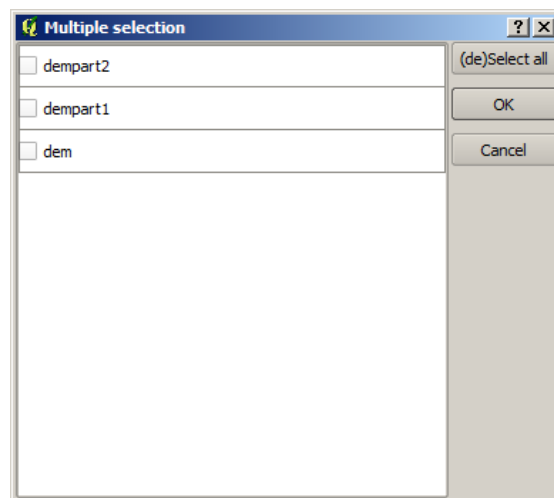 Multiple selection
dempart2
(de)Select all
dempart1
OK
dem
Cancel